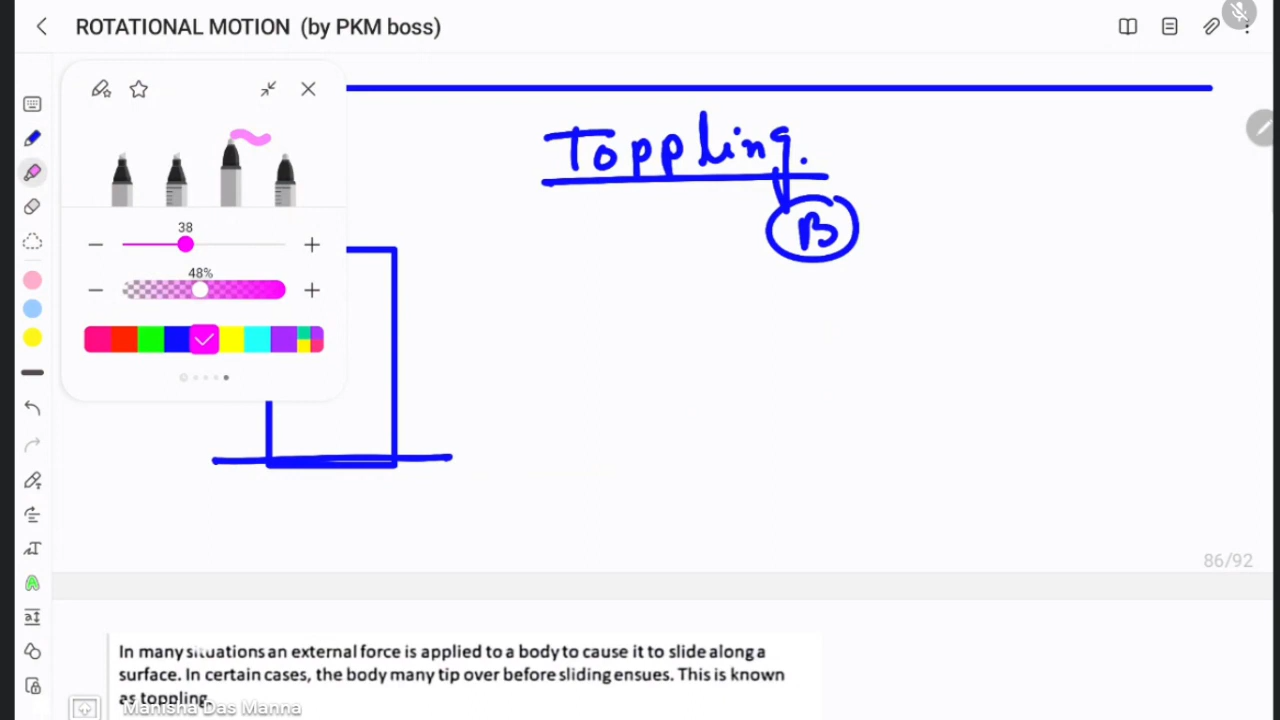 ROTATIONAL MOTION (by PKM boss)
Toppling.
B
38
48%
86/92
In many situations an external force is applied to a body to cause it to slide along a
surface. In certain cases, the body many tip over before sliding ensues. This is known
as toppling.
Manisha Das Manna